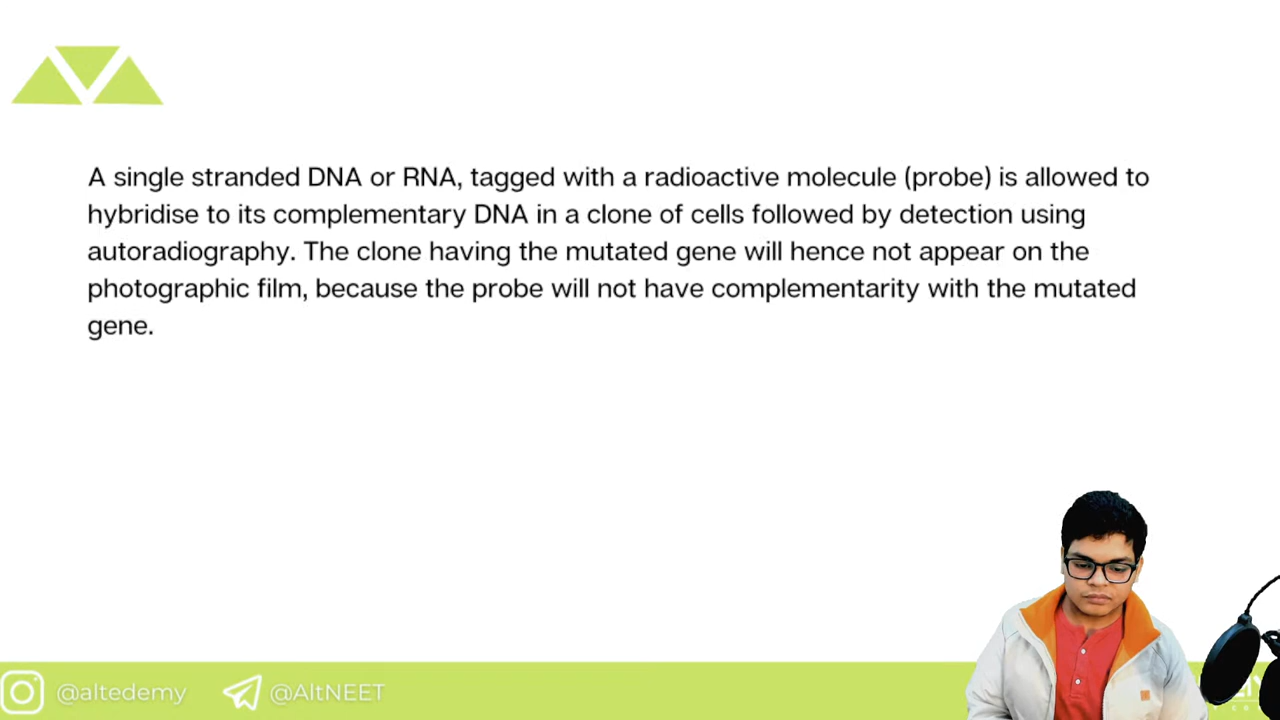 A single stranded DNA or RNA, tagged with a radioactive molecule (probe) is allowed to
hybridise to its complementary DNA in a clone of cells followed by detection using
autoradiography. The clone having the mutated gene will hence not appear on the
photographic film, because the probe will not have complementarity with the mutated
gene.
@altedemy
@AltNEET